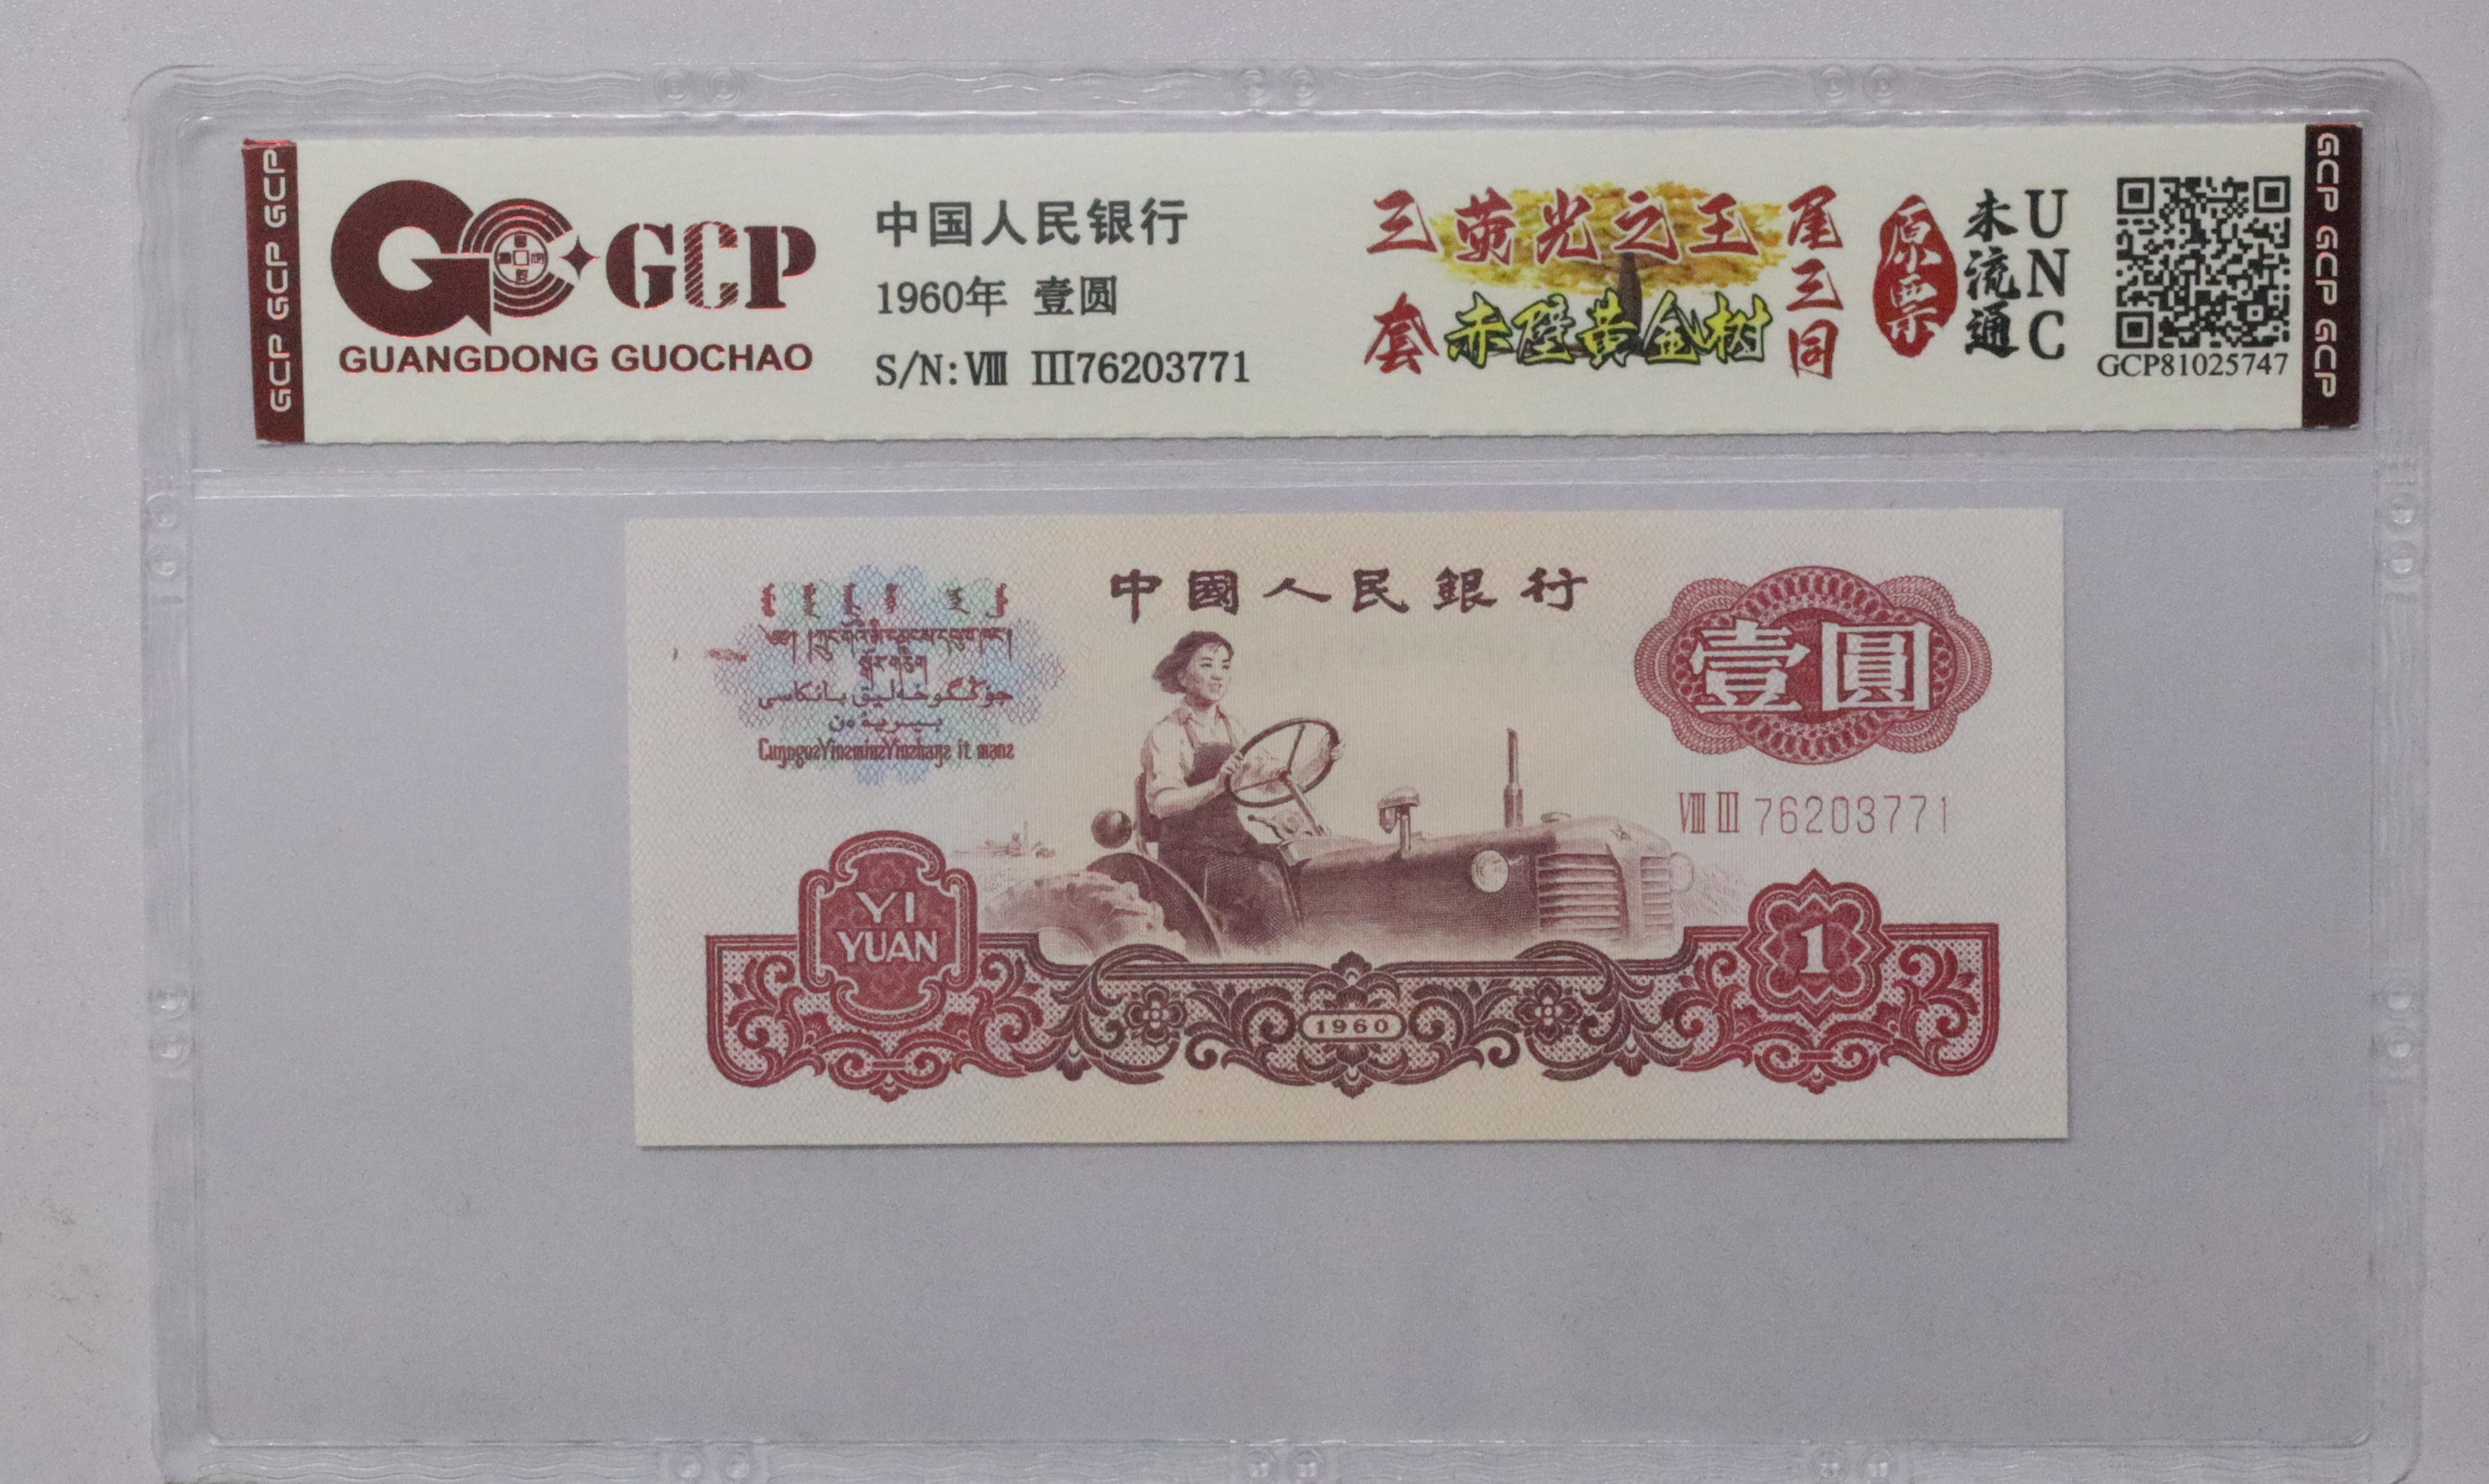 GCP GCP GCP
GCP
GUANGDONG GUOCHAO
中国人民银行
1960年 壹圆
S/N:Ⅷ Ⅲ76203771
三套
荧光之王
赤壁黄金树
尾三同
原票
未流通
UNC
GCP81025747
GCP GCP GCP
中國人民銀行
壹圓
ⅧⅢ76203771
YI
YUAN
1
1960